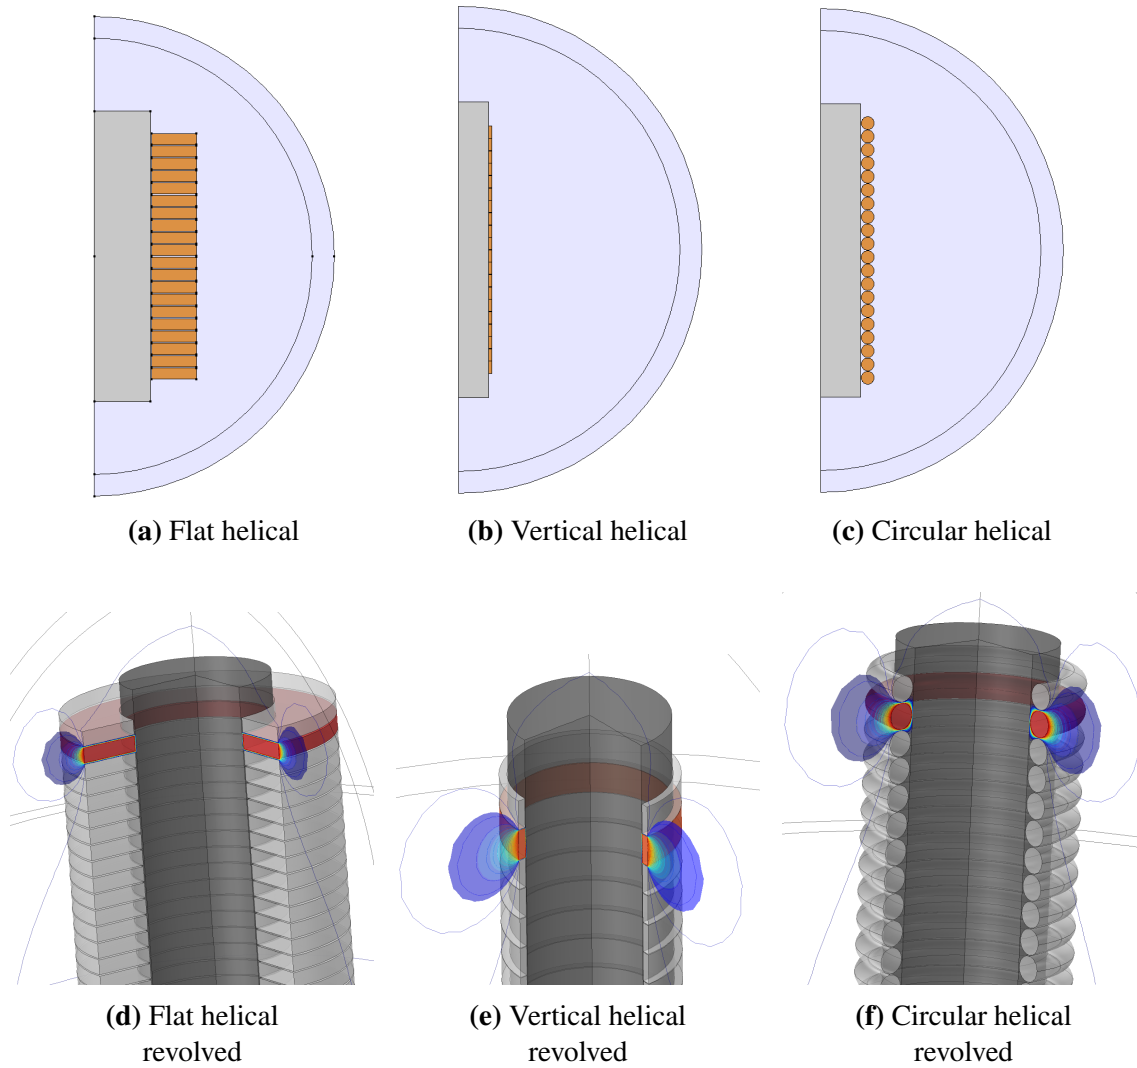 (a) Flat helical
(b) Vertical helical
(c) Circular helical
(d) Flat helical
revolved
(e) Vertical helical
revolved
(f) Circular helical
revolved